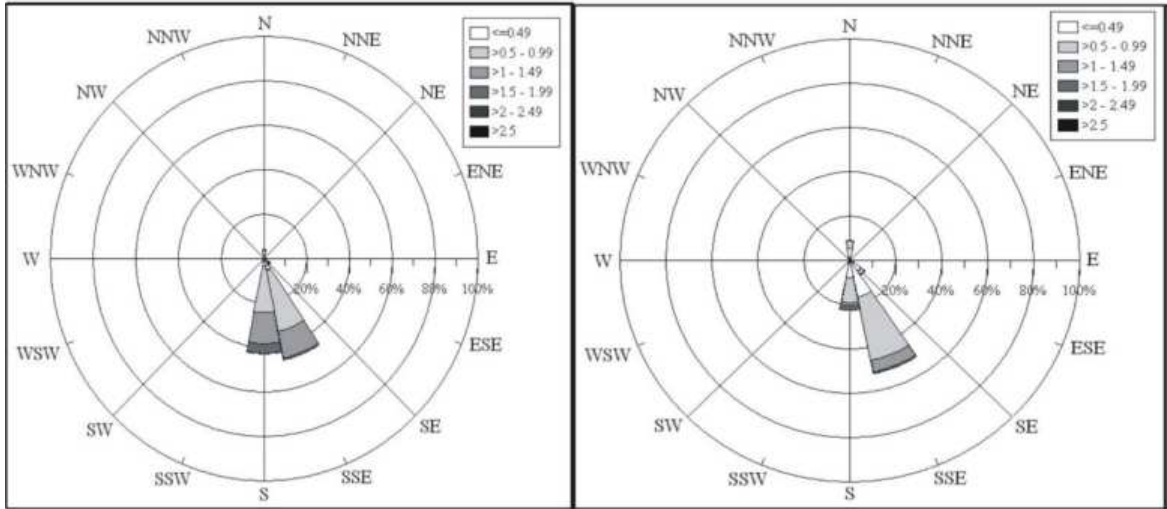 N
NNE
NE
ENE
E
ESE
SE
SSE
S
SSW
SW
WSW
W
WNW
NW
NNW
20% 40% 60% 80% 100%
<=0.49
>0.5 - 0.99
>1 - 1.49
>1.5 - 1.99
>2 - 2.49
>2.5
N
NNE
NE
ENE
E
ESE
SE
SSE
S
SSW
SW
WSW
W
WNW
NW
NNW
20% 40% 60% 80% 100%
<=0.49
>0.5 - 0.99
>1 - 1.49
>1.5 - 1.99
>2 - 2.49
>2.5